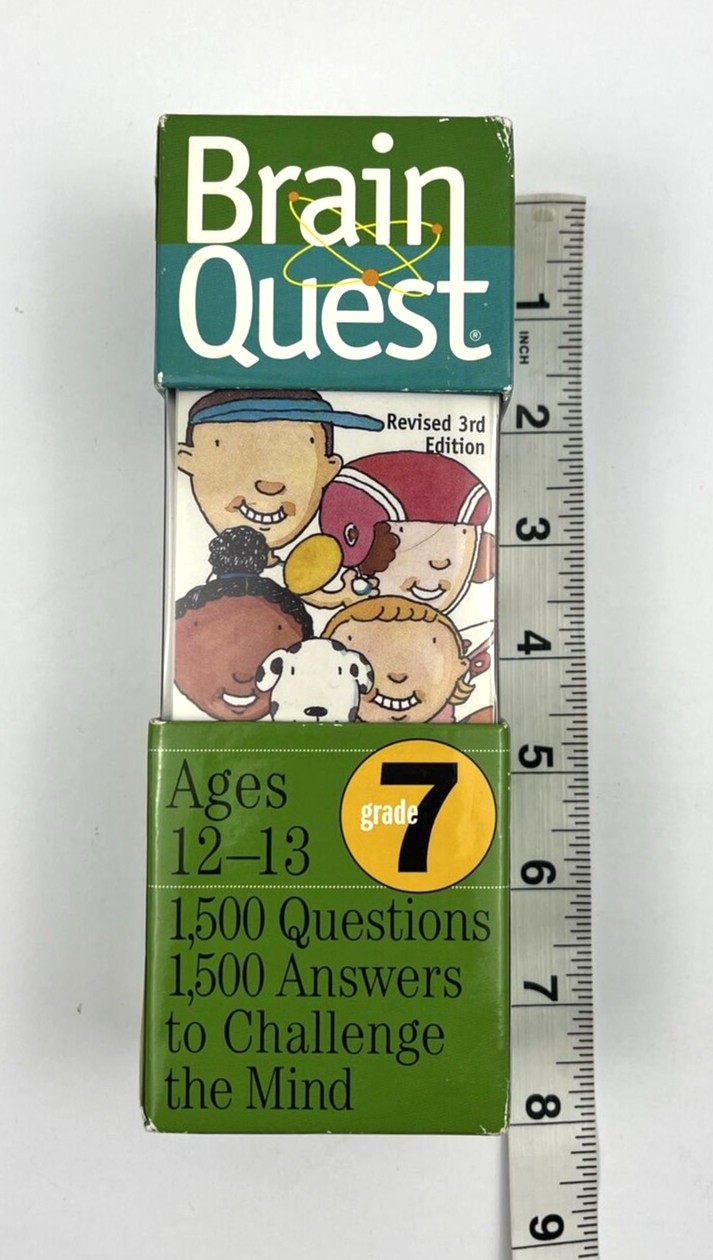 Brain
Quest®
Revised 3rd
Edition
Ages
12–13
grade 7
1,500 Questions
1,500 Answers
to Challenge
the Mind
1
INCH
2
3
4
5
6
7
8
9